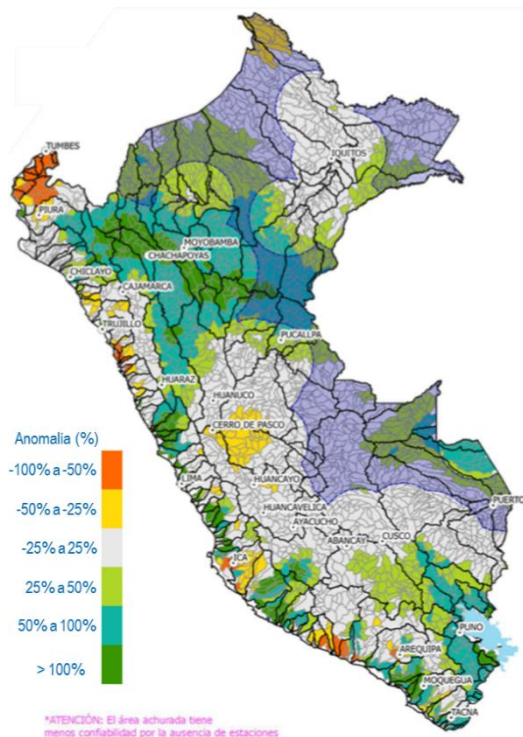 TUMBES
IQUITOS
PIURA
MOYOBAMBA
CHACHAPOYAS
CHICLAYO
CAJAMARCA
TRUJILLO
PUCALLPA
HUARAZ
HUANUCO
CERRO DE PASCO
Anomalía (%)
-100% a -50%
-50% a -25%
-25% a 25%
25% a 50%
50% a 100%
> 100%
LIMA
HUANCAYO
PUERTO
HUANCAVELICA
AYACUCHO
ABANCAY
CUSCO
ICA
PUNO
AREQUIPA
MOQUEGUA
TACNA
*ATENCIÓN: El área achurada tiene
menos confiabilidad por la ausencia de estaciones